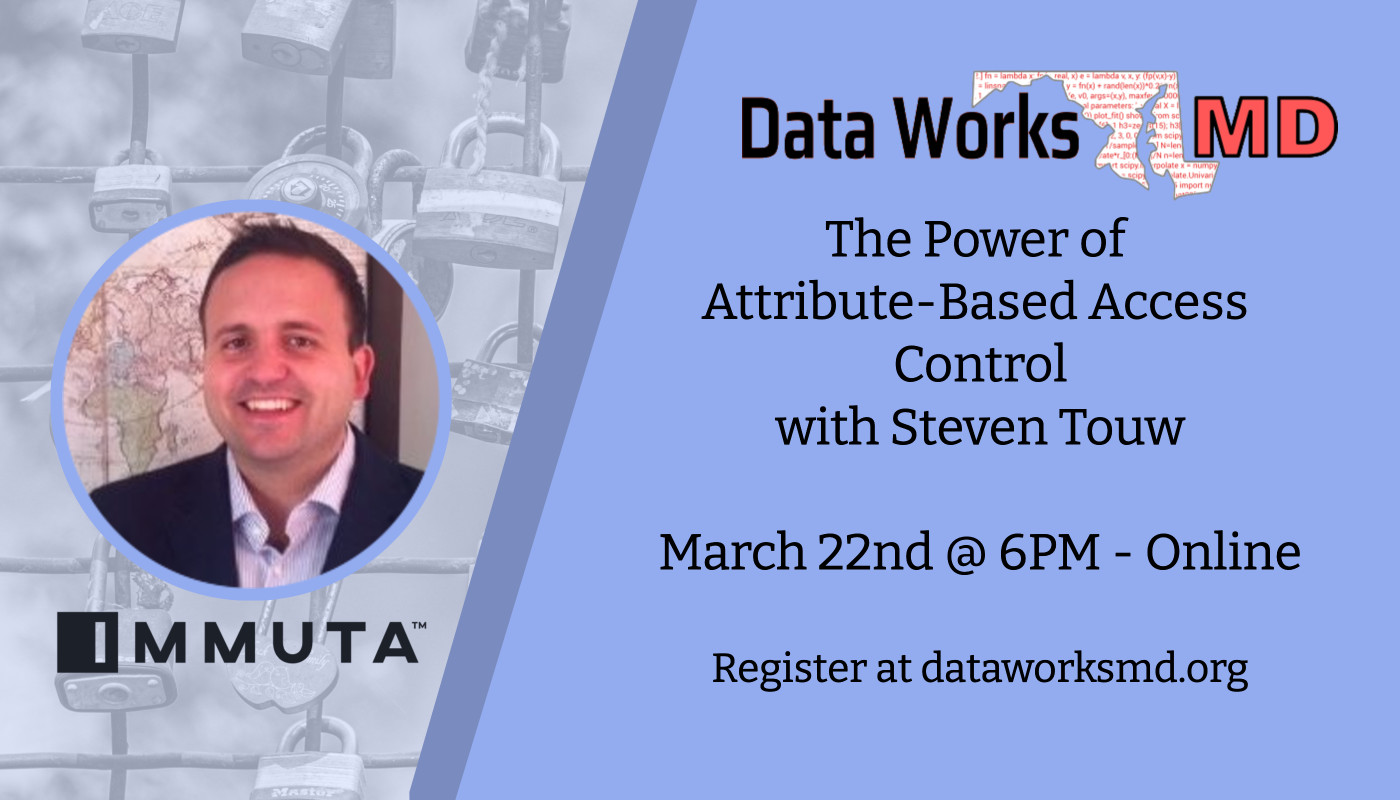 Data Works MD
The Power of
Attribute-Based Access
Control
with Steven Touw
March 22nd @ 6PM - Online
Register at dataworksmd.org
IMMUTA™
Master